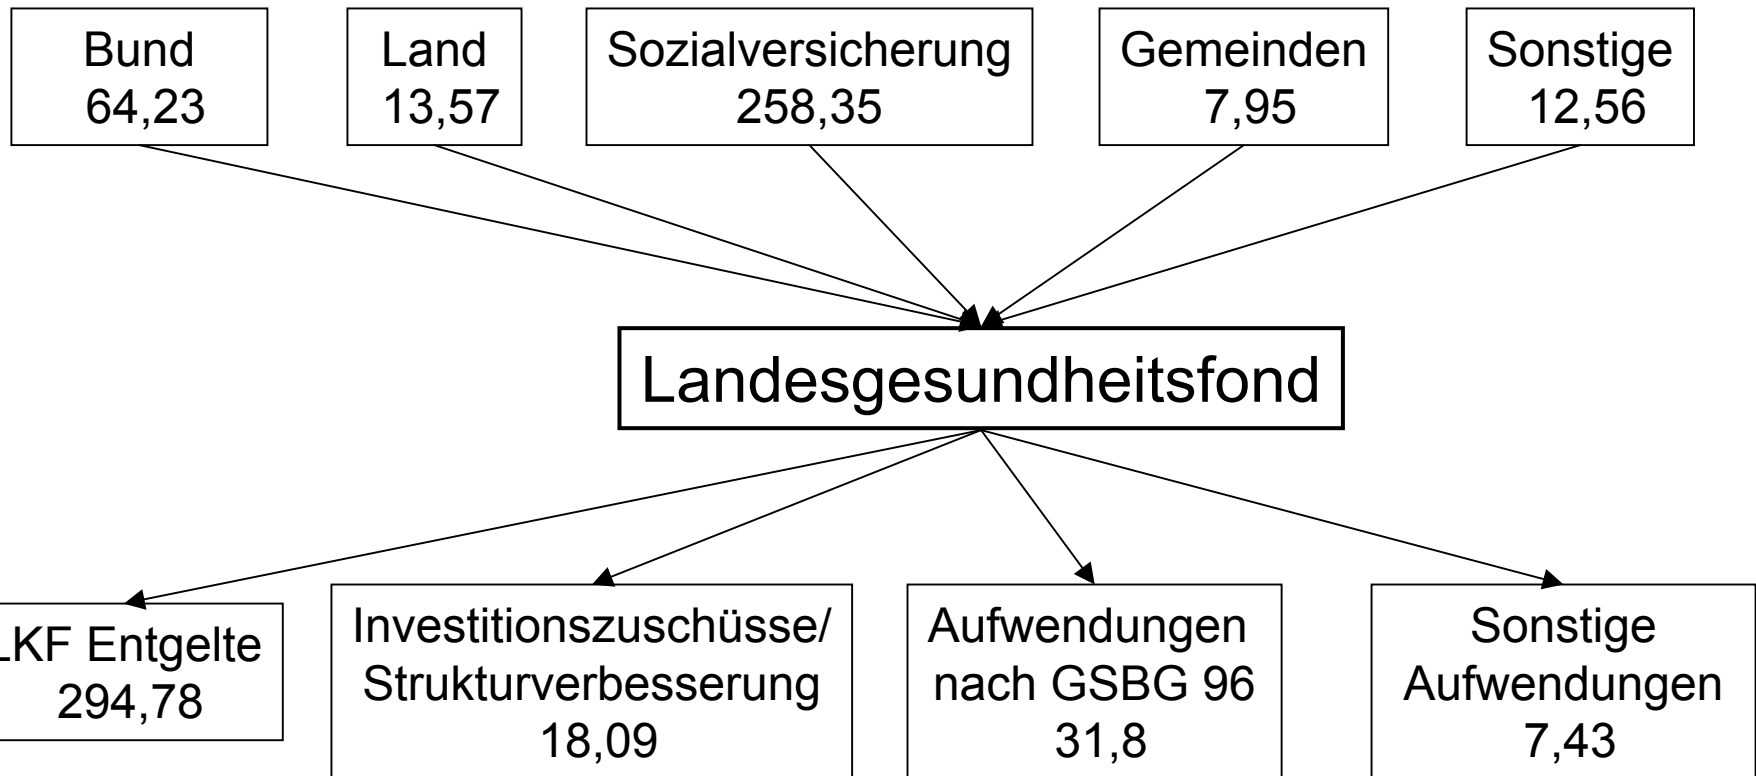 Bund
64,23
Land
13,57
Sozialversicherung
258,35
Gemeinden
7,95
Sonstige
12,56
Landesgesundheitsfond
LKF Entgelte
294,78
Investitionszuschüsse/
Strukturverbesserung
18,09
Aufwendungen
nach GSBG 96
31,8
Sonstige
Aufwendungen
7,43